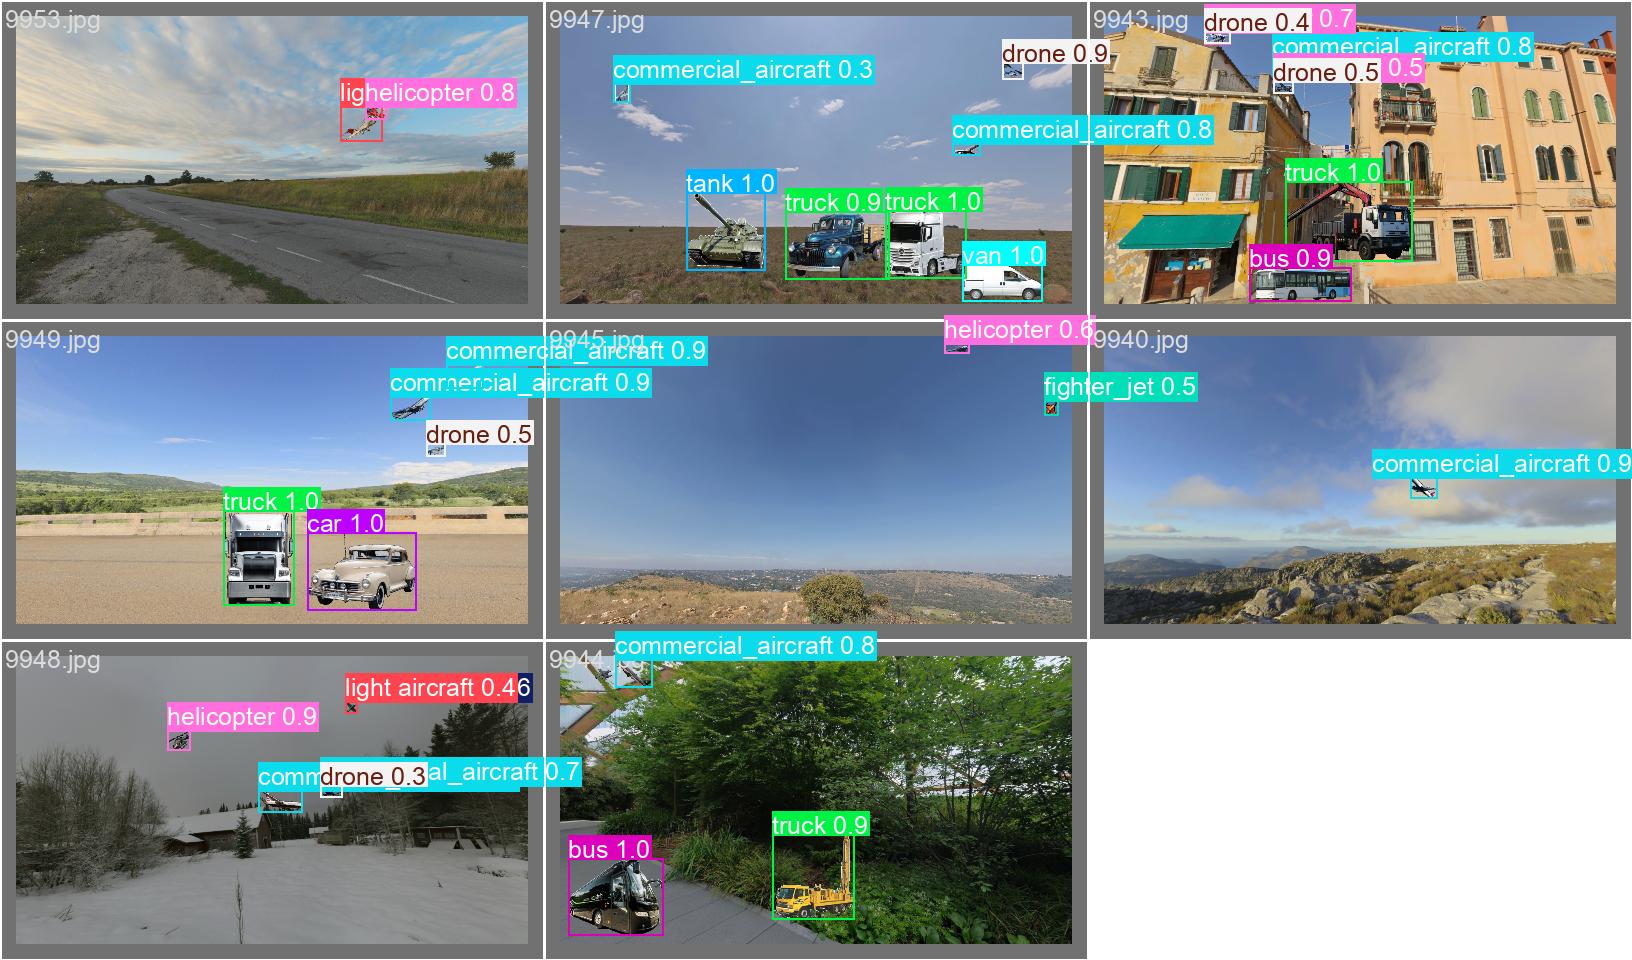 9953.jpg
lighelicopter 0.8
9947.jpg
commercial_aircraft 0.3
drone 0.9
commercial_aircraft 0.8
tank 1.0
truck 0.9
truck 1.0
van 1.0
9943.jpg
drone 0.4
0.7
commercial_aircraft 0.8
drone 0.5
0.5
truck 1.0
bus 0.9
9949.jpg
commercial_aircraft 0.9
commercial_aircraft 0.9
drone 0.5
truck 1.0
car 1.0
9945.jpg
helicopter 0.6
fighter_jet 0.5
9940.jpg
commercial_aircraft 0.9
9948.jpg
light aircraft 0.46
helicopter 0.9
drone 0.3
al_aircraft 0.7
9944
commercial_aircraft 0.8
bus 1.0
truck 0.9